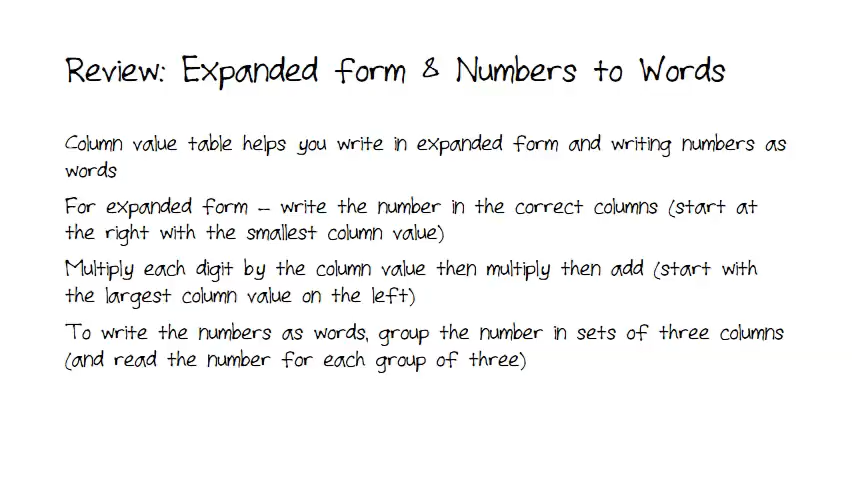 Review: Expanded form & Numbers to Words
Column value table helps you write in expanded form and writing numbers as
words
For expanded form – write the number in the correct columns (start at
the right with the smallest column value)
Multiply each digit by the column value then multiply then add (start with
the largest column value on the left)
To write the numbers as words, group the number in sets of three columns
(and read the number for each group of three)